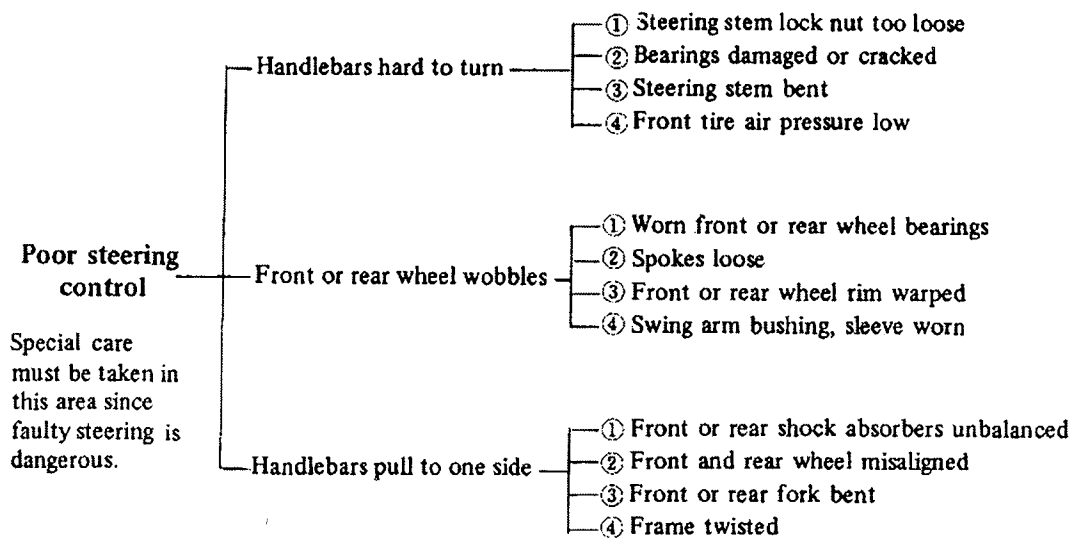 Poor steering
control
Special care
must be taken in
this area since
faulty steering is
dangerous.
Handlebars hard to turn
① Steering stem lock nut too loose
② Bearings damaged or cracked
③ Steering stem bent
④ Front tire air pressure low
Front or rear wheel wobbles
① Worn front or rear wheel bearings
② Spokes loose
③ Front or rear wheel rim warped
④ Swing arm bushing, sleeve worn
Handlebars pull to one side
① Front or rear shock absorbers unbalanced
② Front and rear wheel misaligned
③ Front or rear fork bent
④ Frame twisted